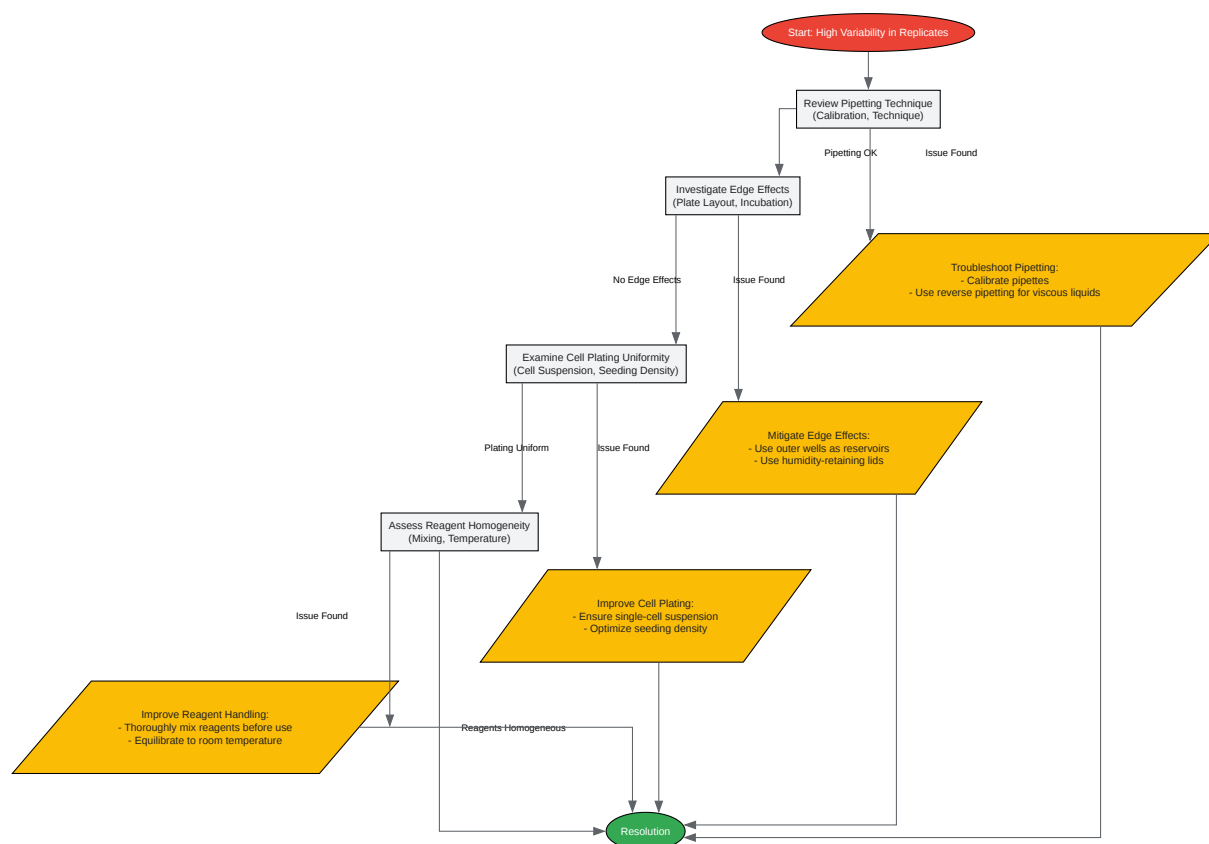 Start: High Variability in Replicates
Review Pipetting Technique
(Calibration, Technique)
Pipetting OK
Issue Found
Investigate Edge Effects
(Plate Layout, Incubation)
No Edge Effects
Issue Found
Troubleshoot Pipetting:
- Calibrate pipettes
- Use reverse pipetting for viscous liquids
Examine Cell Plating Uniformity
(Cell Suspension, Seeding Density)
Plating Uniform
Issue Found
Mitigate Edge Effects:
- Use outer wells as reservoirs
- Use humidity-retaining lids
Assess Reagent Homogeneity
(Mixing, Temperature)
Issue Found
Improve Cell Plating:
- Ensure single-cell suspension
- Optimize seeding density
Improve Reagent Handling:
- Thoroughly mix reagents before use
- Equilibrate to room temperature
Reagents Homogeneous
Resolution